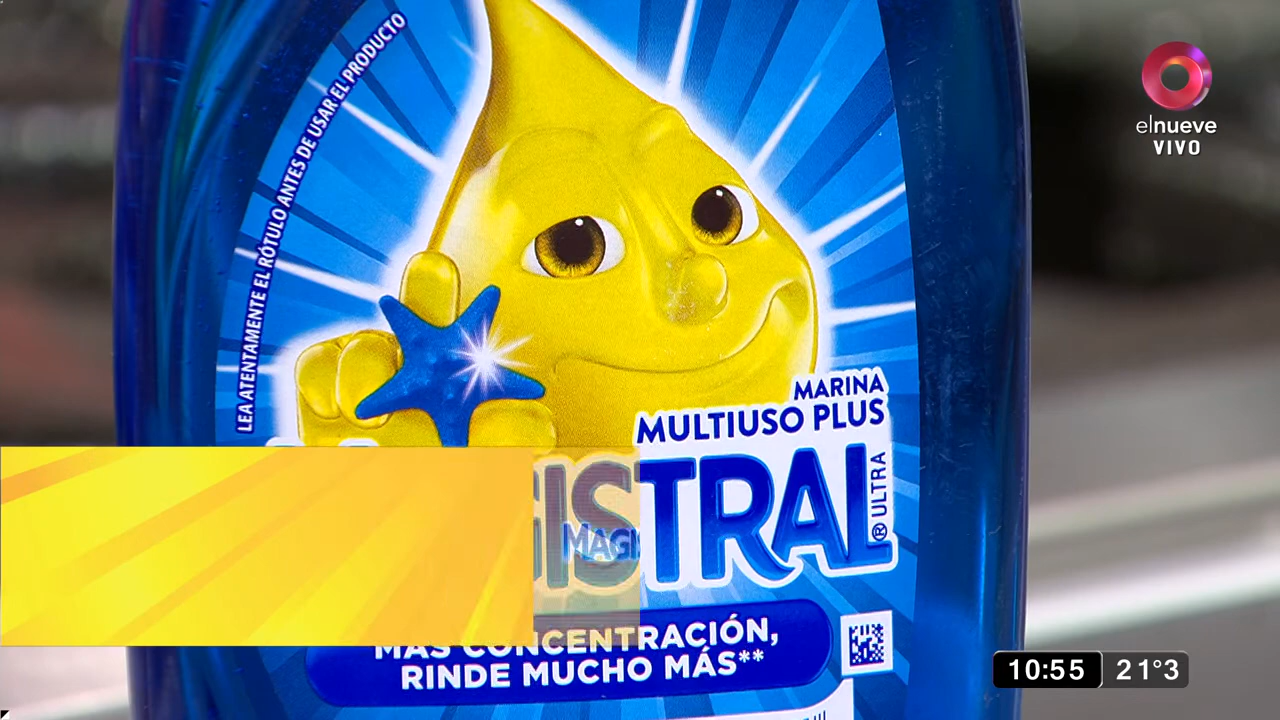 LEA ATENTAMENTE EL RÓTULO ANTES DE USAR EL PRODUCTO
elnueve
VIVO
MARINA
MULTIUSO PLUS
GISTRAL
® ULTRA
MAGI
MÁS CONCENTRACIÓN,
RINDE MUCHO MÁS**
10:55 21°3